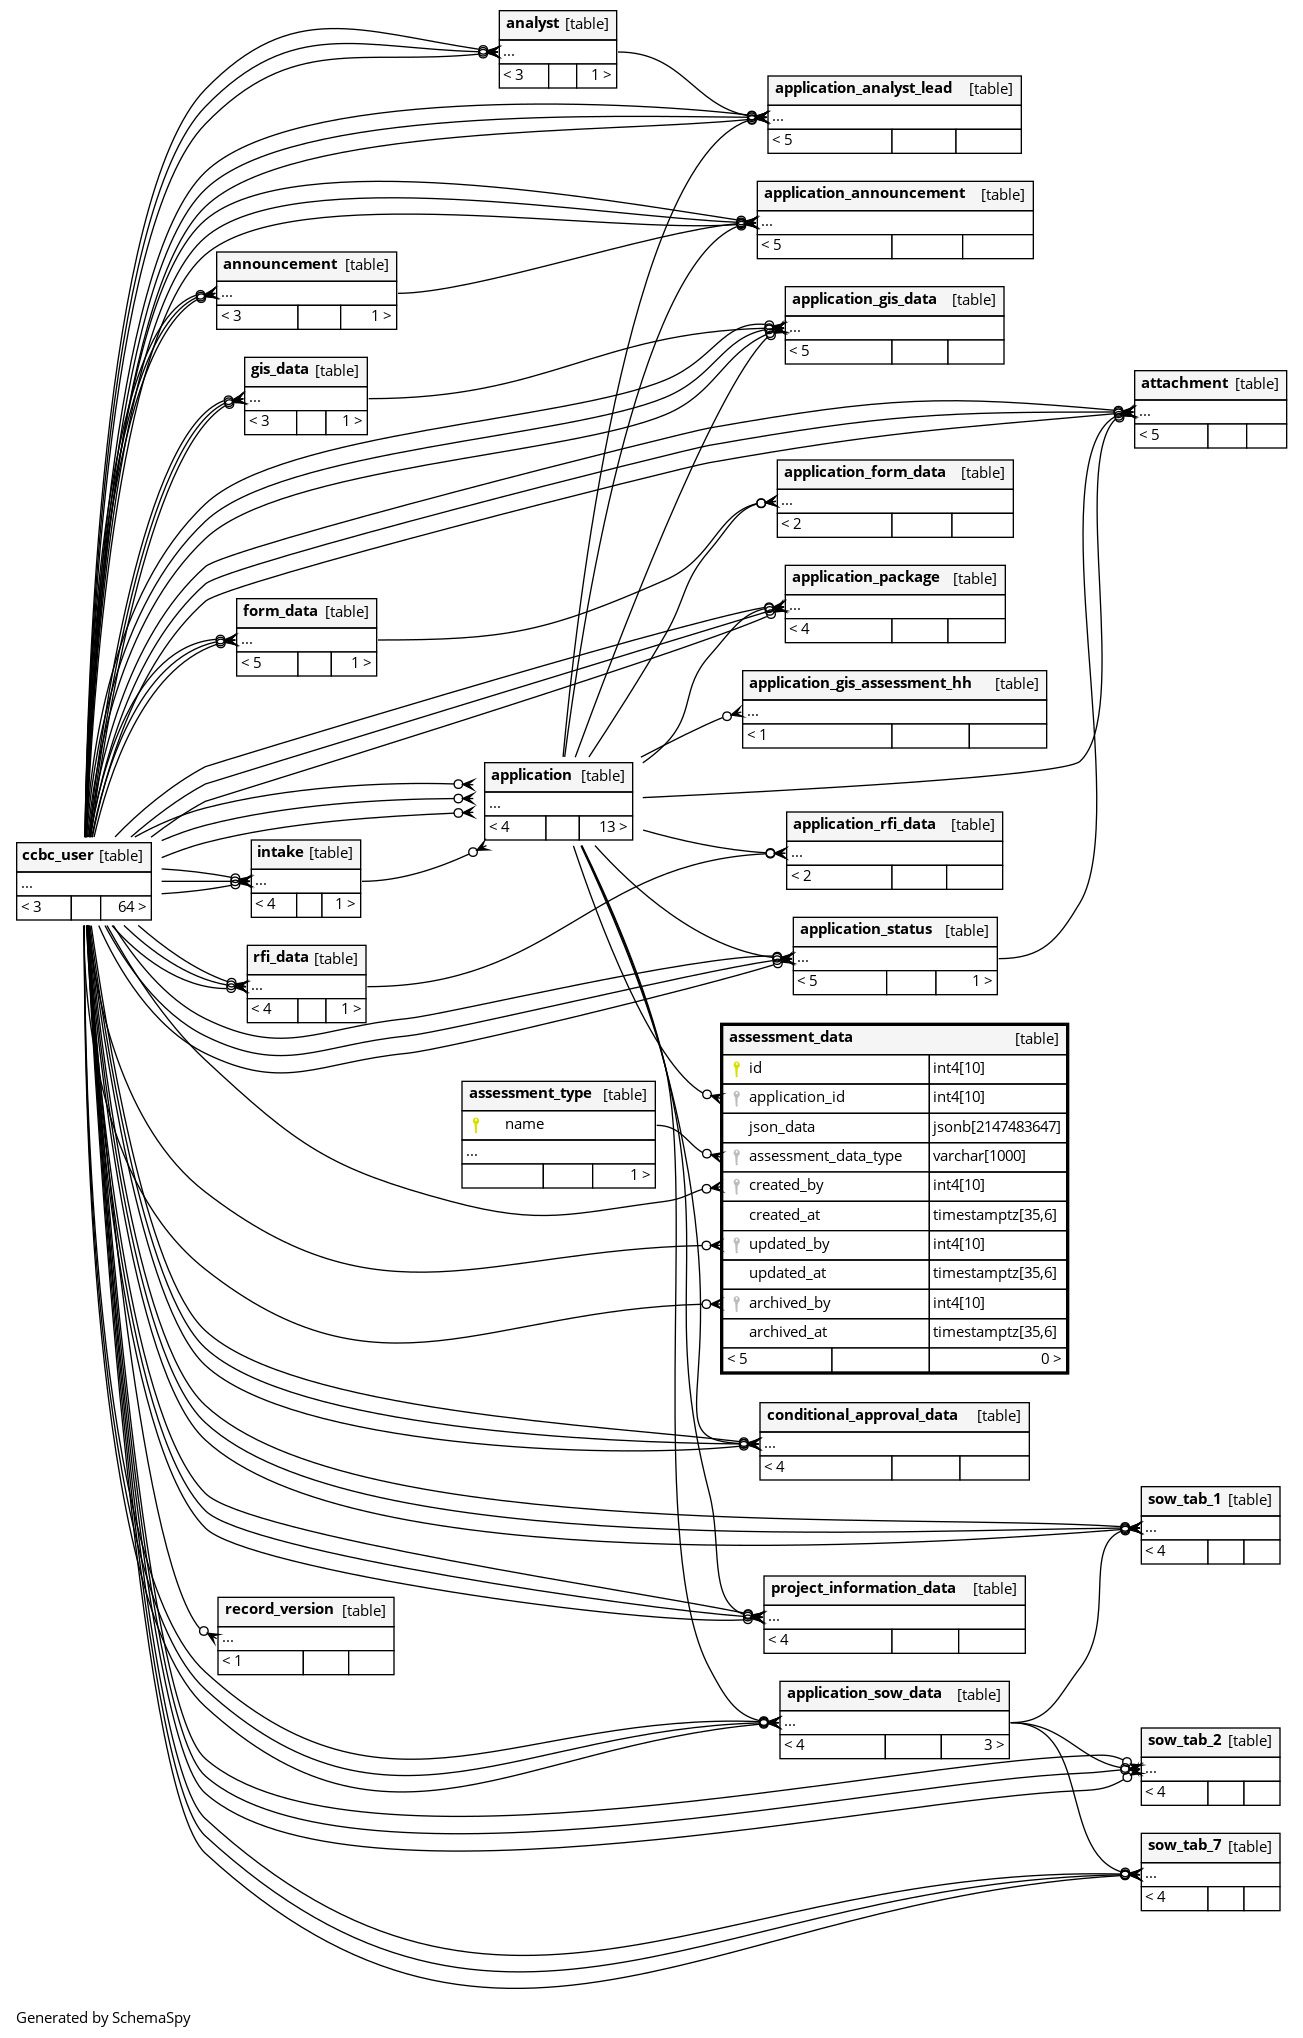 analyst [table]
...
< 3 1 >
application_analyst_lead [table]
...
< 5
application_announcement [table]
...
< 5
announcement [table]
...
< 3 1 >
application_gis_data [table]
...
< 5
gis_data [table]
...
< 3 1 >
attachment [table]
...
< 5
application_form_data [table]
...
< 2
application_package [table]
...
< 4
form_data [table]
...
< 5 1 >
application_gis_assessment_hh [table]
...
< 1
application [table]
...
< 4 13 >
application_rfi_data [table]
...
< 2
ccbc_user [table]
...
< 3 64 >
intake [table]
...
< 4 1 >
application_status [table]
...
< 5 1 >
rfi_data [table]
...
< 4 1 >
assessment_data [table]
id int4[10]
application_id int4[10]
json_data jsonb[2147483647]
assessment_data_type varchar[1000]
created_by int4[10]
created_at timestamptz[35,6]
updated_by int4[10]
updated_at timestamptz[35,6]
archived_by int4[10]
archived_at timestamptz[35,6]
< 5 0 >
assessment_type [table]
name
...
1 >
conditional_approval_data [table]
...
< 4
sow_tab_1 [table]
...
< 4
project_information_data [table]
...
< 4
record_version [table]
...
< 1
application_sow_data [table]
...
< 4 3 >
sow_tab_2 [table]
...
< 4
sow_tab_7 [table]
...
< 4
Generated by SchemaSpy